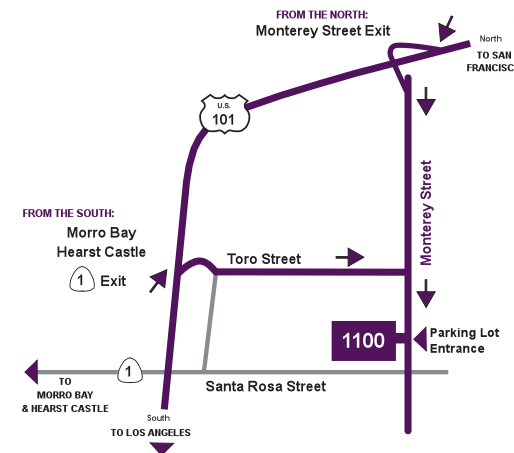 FROM THE NORTH:
Monterey Street Exit
North
TO SAN
FRANCISC
U.S.
101
Monterey Street
FROM THE SOUTH:
Morro Bay
Hearst Castle
1 Exit
Toro Street
1100
Parking Lot
Entrance
1
TO
MORRO BAY
& HEARST CASTLE
Santa Rosa Street
South
TO LOS ANGELES